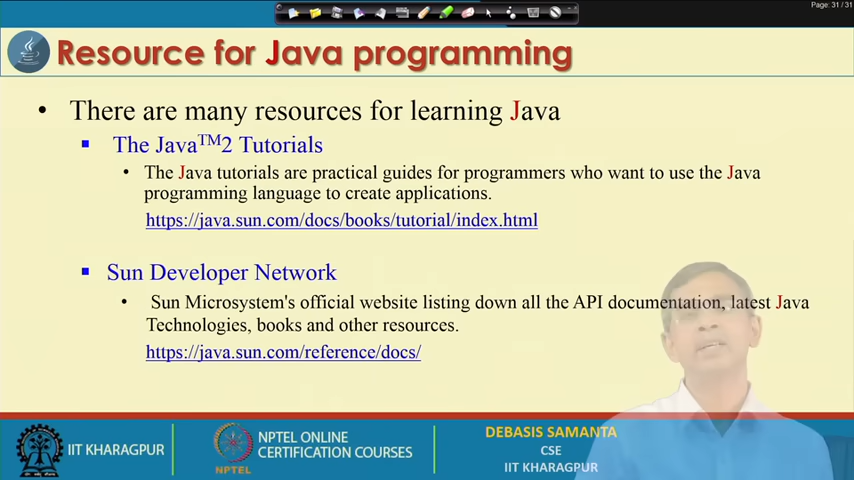 Page: 31 / 31
Resource for Java programming
• There are many resources for learning Java
▪ The Java™2 Tutorials
• The Java tutorials are practical guides for programmers who want to use the Java
programming language to create applications.
https://java.sun.com/docs/books/tutorial/index.html
▪ Sun Developer Network
• Sun Microsystem's official website listing down all the API documentation, latest Java
Technologies, books and other resources.
https://java.sun.com/reference/docs/
IIT KHARAGPUR
NPTEL
NPTEL ONLINE
CERTIFICATION COURSES
DEBASIS SAMANTA
CSE
IIT KHARAGPUR